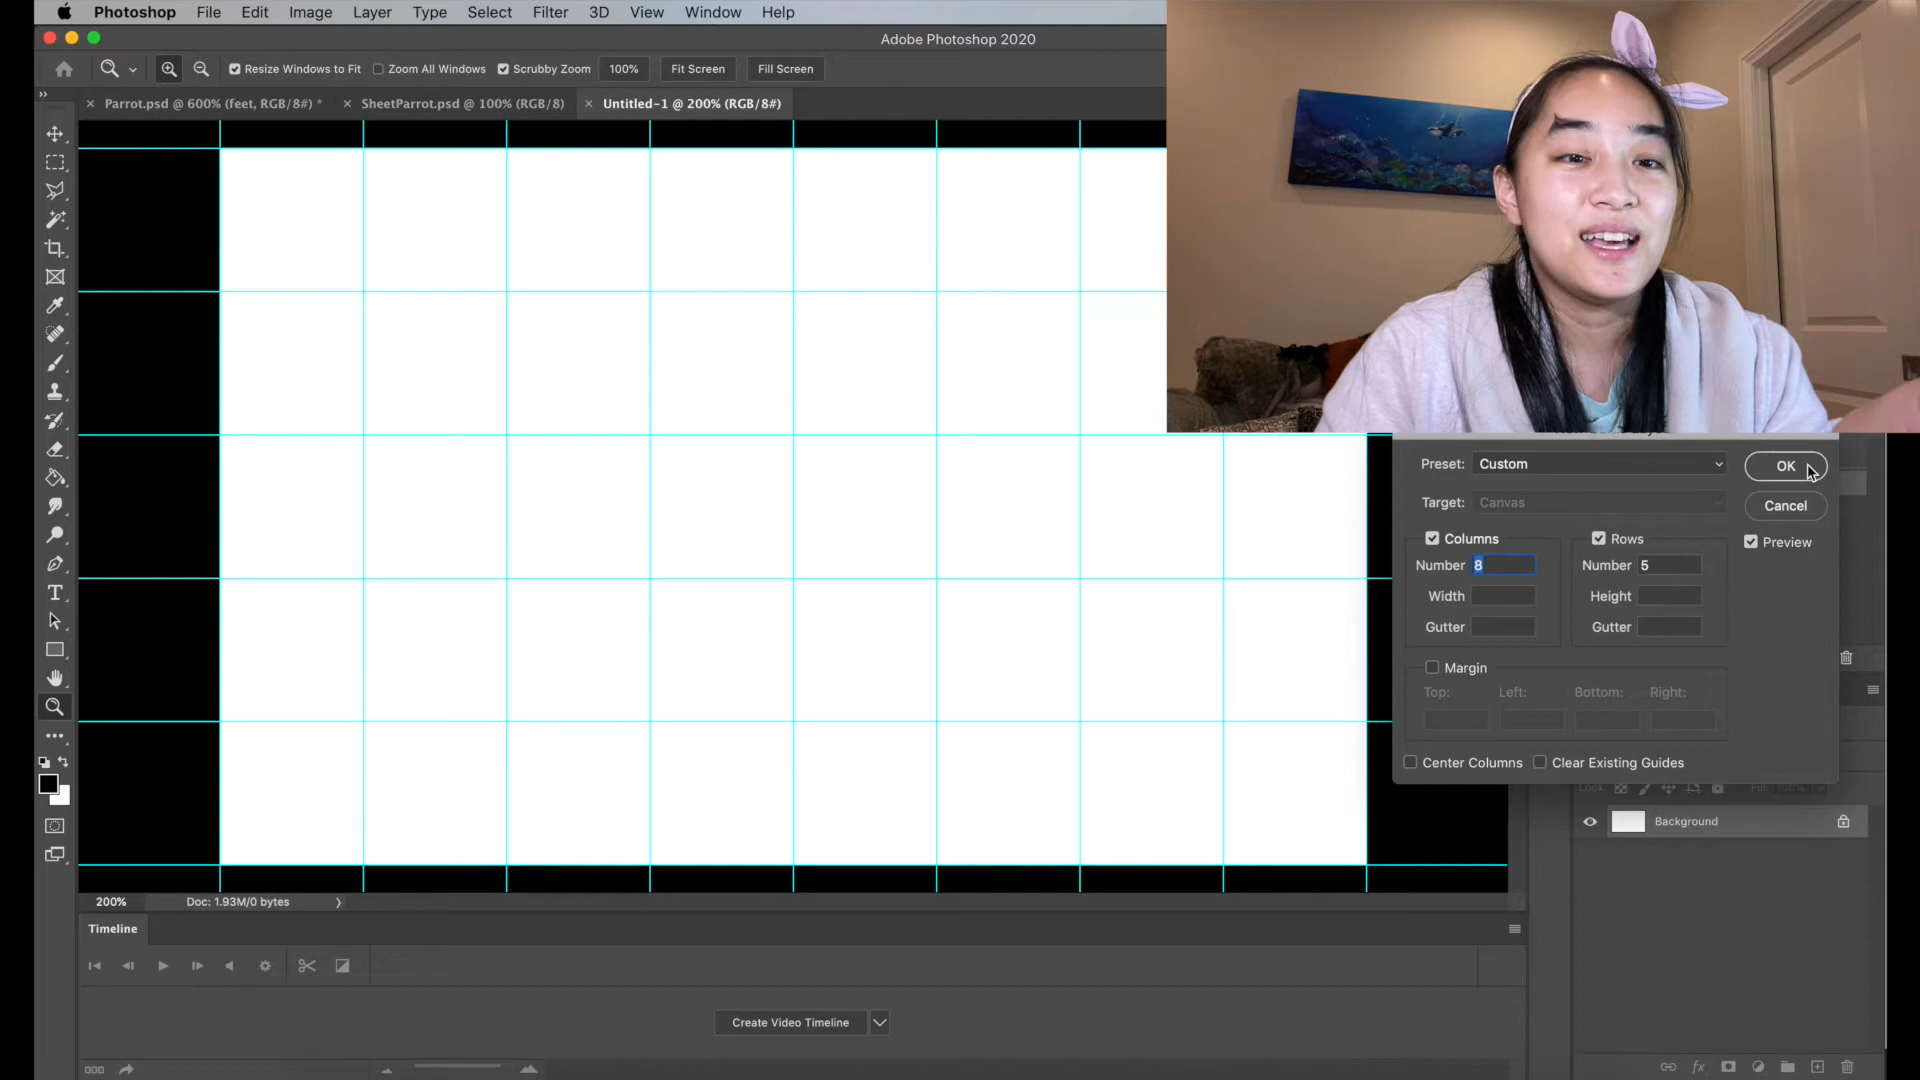 Photoshop File Edit Image Layer Type Select Filter 3D View Window Help
Adobe Photoshop 2020
Resize Windows to Fit Zoom All Windows Scrubby Zoom 100% Fit Screen Fill Screen
Parrot.psd @ 600% (feet, RGB/8#) * SheetParrot.psd @ 100% (RGB/8) Untitled-1 @ 200% (RGB/8#)
Preset: Custom OK
Target: Canvas Cancel
Columns Rows Preview
Number 8 Number 5
Width Height
Gutter Gutter
Margin
Top: Left: Bottom: Right:
Center Columns Clear Existing Guides
Lock: Fill: 100%
Background
200% Doc: 1.93M/0 bytes
Timeline
Create Video Timeline
fx